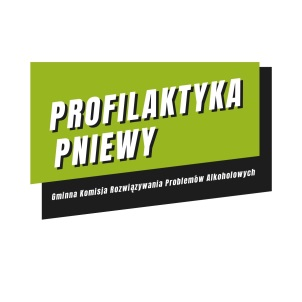 PROFILAKTYKA
PNIEWY
Gminna Komisja Rozwiązywania Problemów Alkoholowych